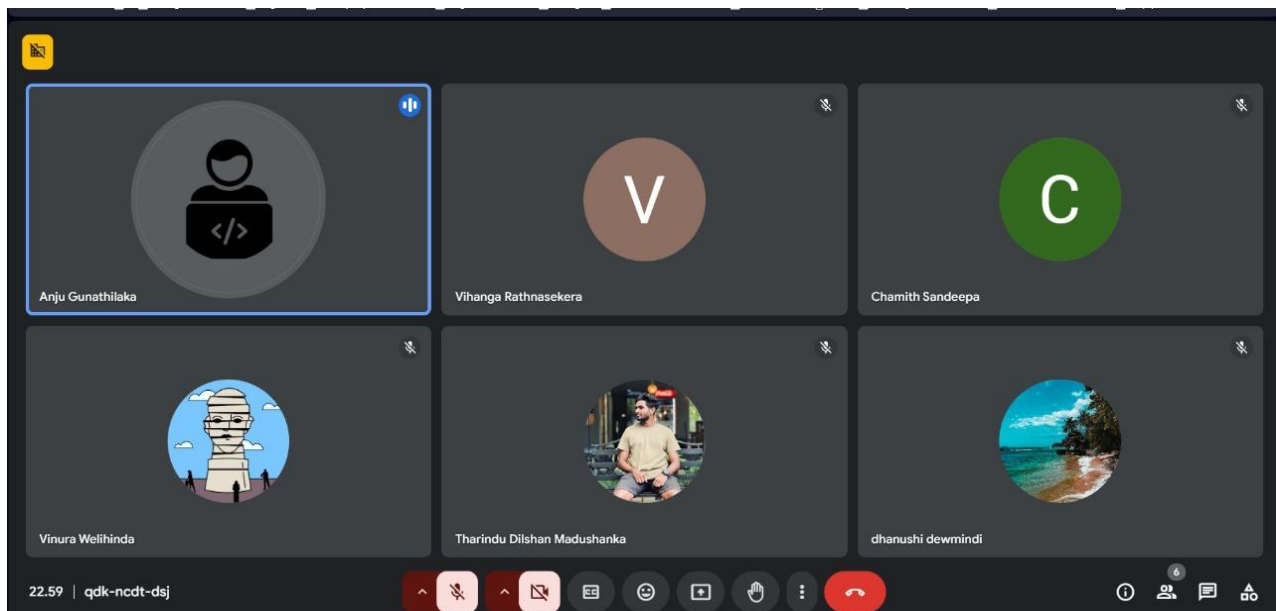 </>
Anju Gunathilaka
V
Vihanga Rathnasekera
C
Chamith Sandeepa
Vinura Welihinda
Tharindu Dilshan Madushanka
dhanushi dewmindi
22.59 | qdk-ncdt-dsj
CC
6